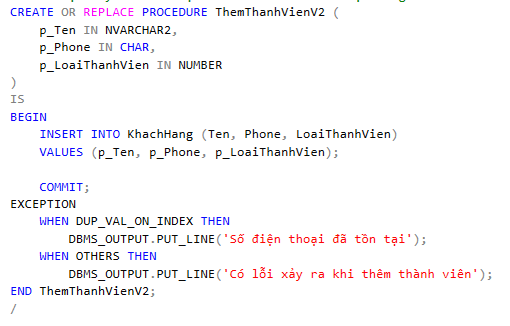 CREATE OR REPLACE PROCEDURE ThemThanhVienV2 (
    p_Ten IN NVARCHAR2,
    p_Phone IN CHAR,
    p_LoaiThanhVien IN NUMBER
)
IS
BEGIN
    INSERT INTO KhachHang (Ten, Phone, LoaiThanhVien)
    VALUES (p_Ten, p_Phone, p_LoaiThanhVien);

    COMMIT;
EXCEPTION
    WHEN DUP_VAL_ON_INDEX THEN
        DBMS_OUTPUT.PUT_LINE('Số điện thoại đã tồn tại');
    WHEN OTHERS THEN
        DBMS_OUTPUT.PUT_LINE('Có lỗi xảy ra khi thêm thành viên');
END ThemThanhVienV2;
/